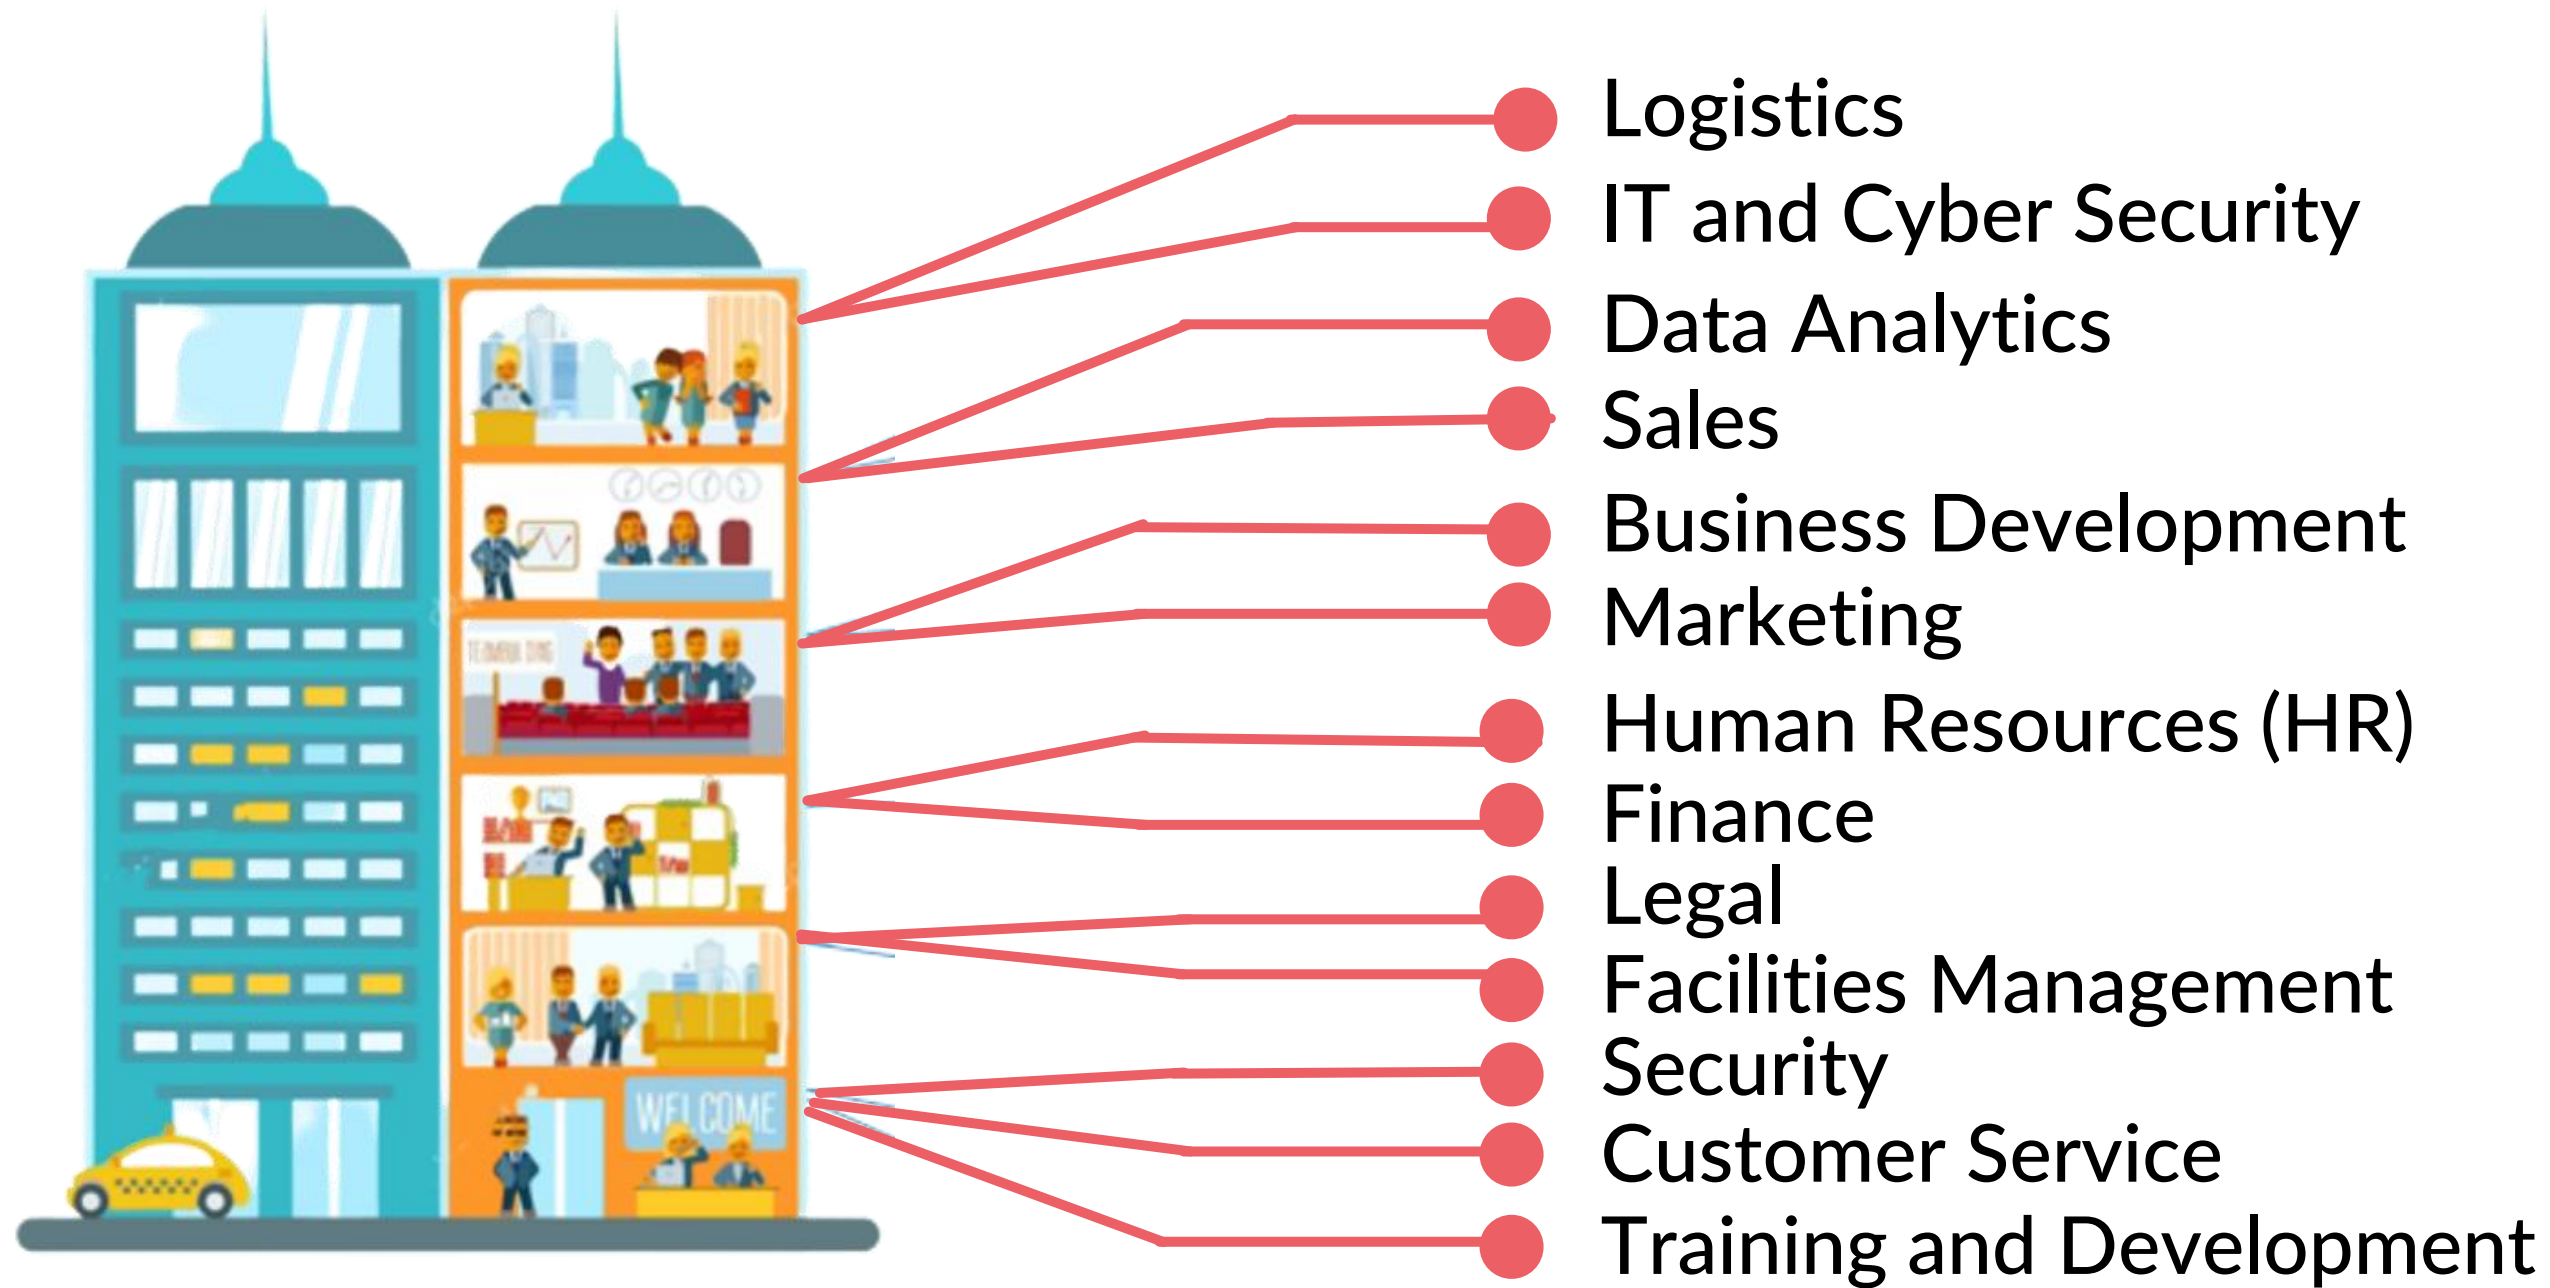 Logistics
IT and Cyber Security
Data Analytics
Sales
Business Development
Marketing
Human Resources (HR)
Finance
Legal
Facilities Management
Security
WELCOME
Customer Service
Training and Development